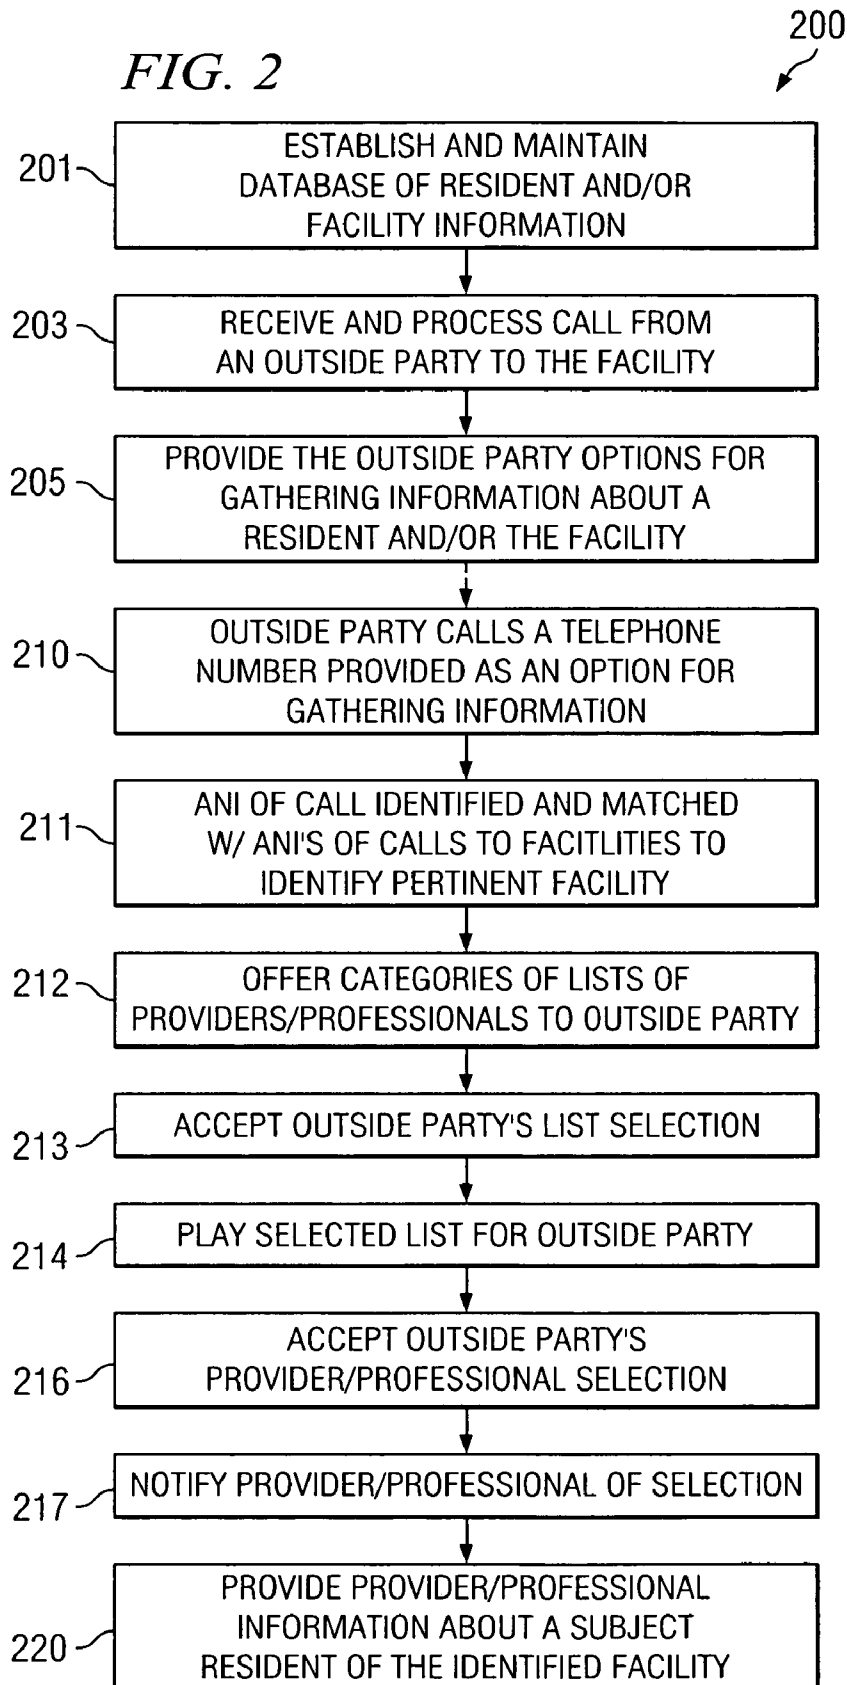 200
FIG. 2
201
ESTABLISH AND MAINTAIN
DATABASE OF RESIDENT AND/OR
FACILITY INFORMATION
203
RECEIVE AND PROCESS CALL FROM
AN OUTSIDE PARTY TO THE FACILITY
205
PROVIDE THE OUTSIDE PARTY OPTIONS FOR
GATHERING INFORMATION ABOUT A
RESIDENT AND/OR THE FACILITY
210
OUTSIDE PARTY CALLS A TELEPHONE
NUMBER PROVIDED AS AN OPTION FOR
GATHERING INFORMATION
211
ANI OF CALL IDENTIFIED AND MATCHED
W/ ANI'S OF CALLS TO FACITLITIES TO
IDENTIFY PERTINENT FACILITY
212
OFFER CATEGORIES OF LISTS OF
PROVIDERS/PROFESSIONALS TO OUTSIDE PARTY
213
ACCEPT OUTSIDE PARTY'S LIST SELECTION
214
PLAY SELECTED LIST FOR OUTSIDE PARTY
216
ACCEPT OUTSIDE PARTY'S
PROVIDER/PROFESSIONAL SELECTION
217
NOTIFY PROVIDER/PROFESSIONAL OF SELECTION
220
PROVIDE PROVIDER/PROFESSIONAL
INFORMATION ABOUT A SUBJECT
RESIDENT OF THE IDENTIFIED FACILITY